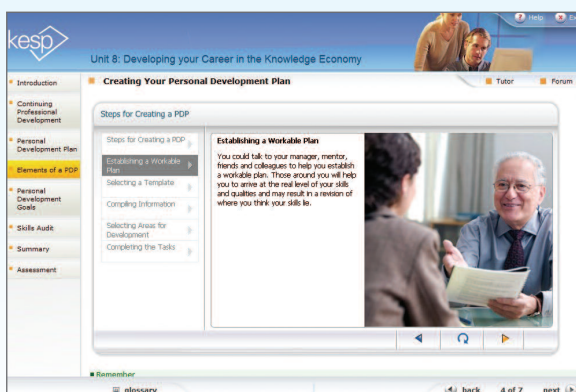 Help
kesp
Unit 8: Developing your Career in the Knowledge Economy
Introduction
Continuing
Professional
Development
Personal
Development Plan
Elements of a PDP
Personal
Development
Goals
Skills Audit
Summary
Assessment
Creating Your Personal Development Plan
Tutor
Forum
Steps for Creating a PDP
Steps for Creating a PDP
Establishing a Workable
Plan
Selecting a Template
Compiling Information
Selecting Areas for
Development
Completing the Tasks
Establishing a Workable Plan
You could talk to your manager, mentor,
friends and colleagues to help you establish
a workable plan. Those around you will help
you to arrive at the real level of your skills
and qualities and may result in a revision of
where you think your skills lie.
Remember
glossary
back
4 of 7
next